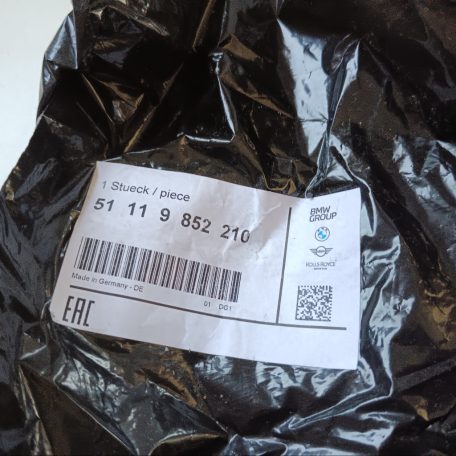 1 Stueck / piece
51 11 9 852 210
Made in Germany - DE
01 DG1
EAC
BMW
GROUP
ROLLS-ROYCE